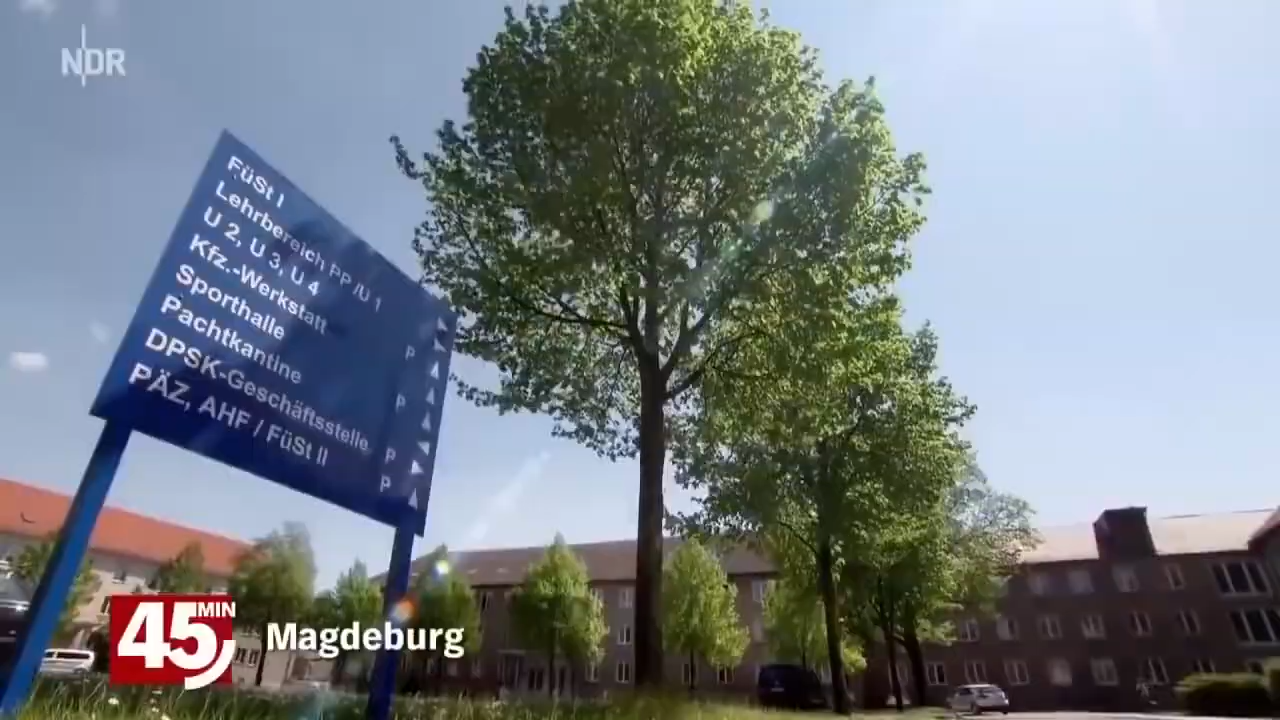 NDR
FüSt I
Lehrbereich PP /U 1
U 2, U 3, U 4
Kfz.-Werkstatt
P
Sporthalle
Pachtkantine
P
DPSK-Geschäftsstelle
P
PÄZ, AHF / FüSt II
P
45 MIN
Magdeburg